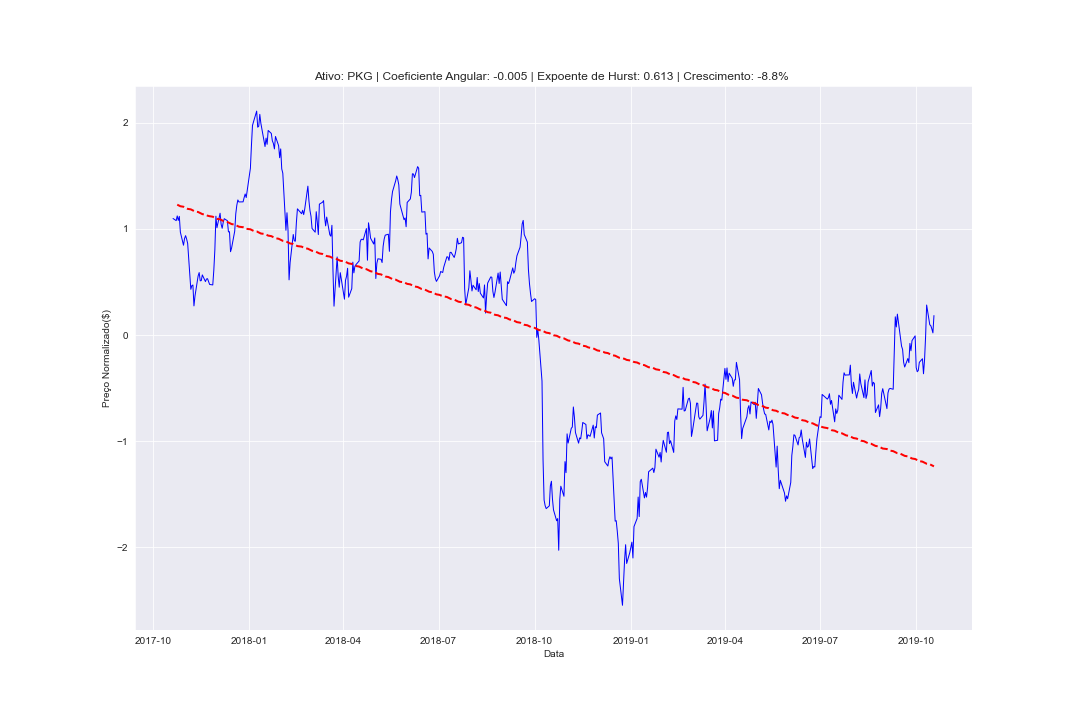 Ativo: PKG | Coeficiente Angular: -0.005 | Expoente de Hurst: 0.613 | Crescimento: -8.8%
Preço Normalizado($)
2
1
0
−1
−2
2017-10 2018-01 2018-04 2018-07 2018-10 2019-01 2019-04 2019-07 2019-10
Data